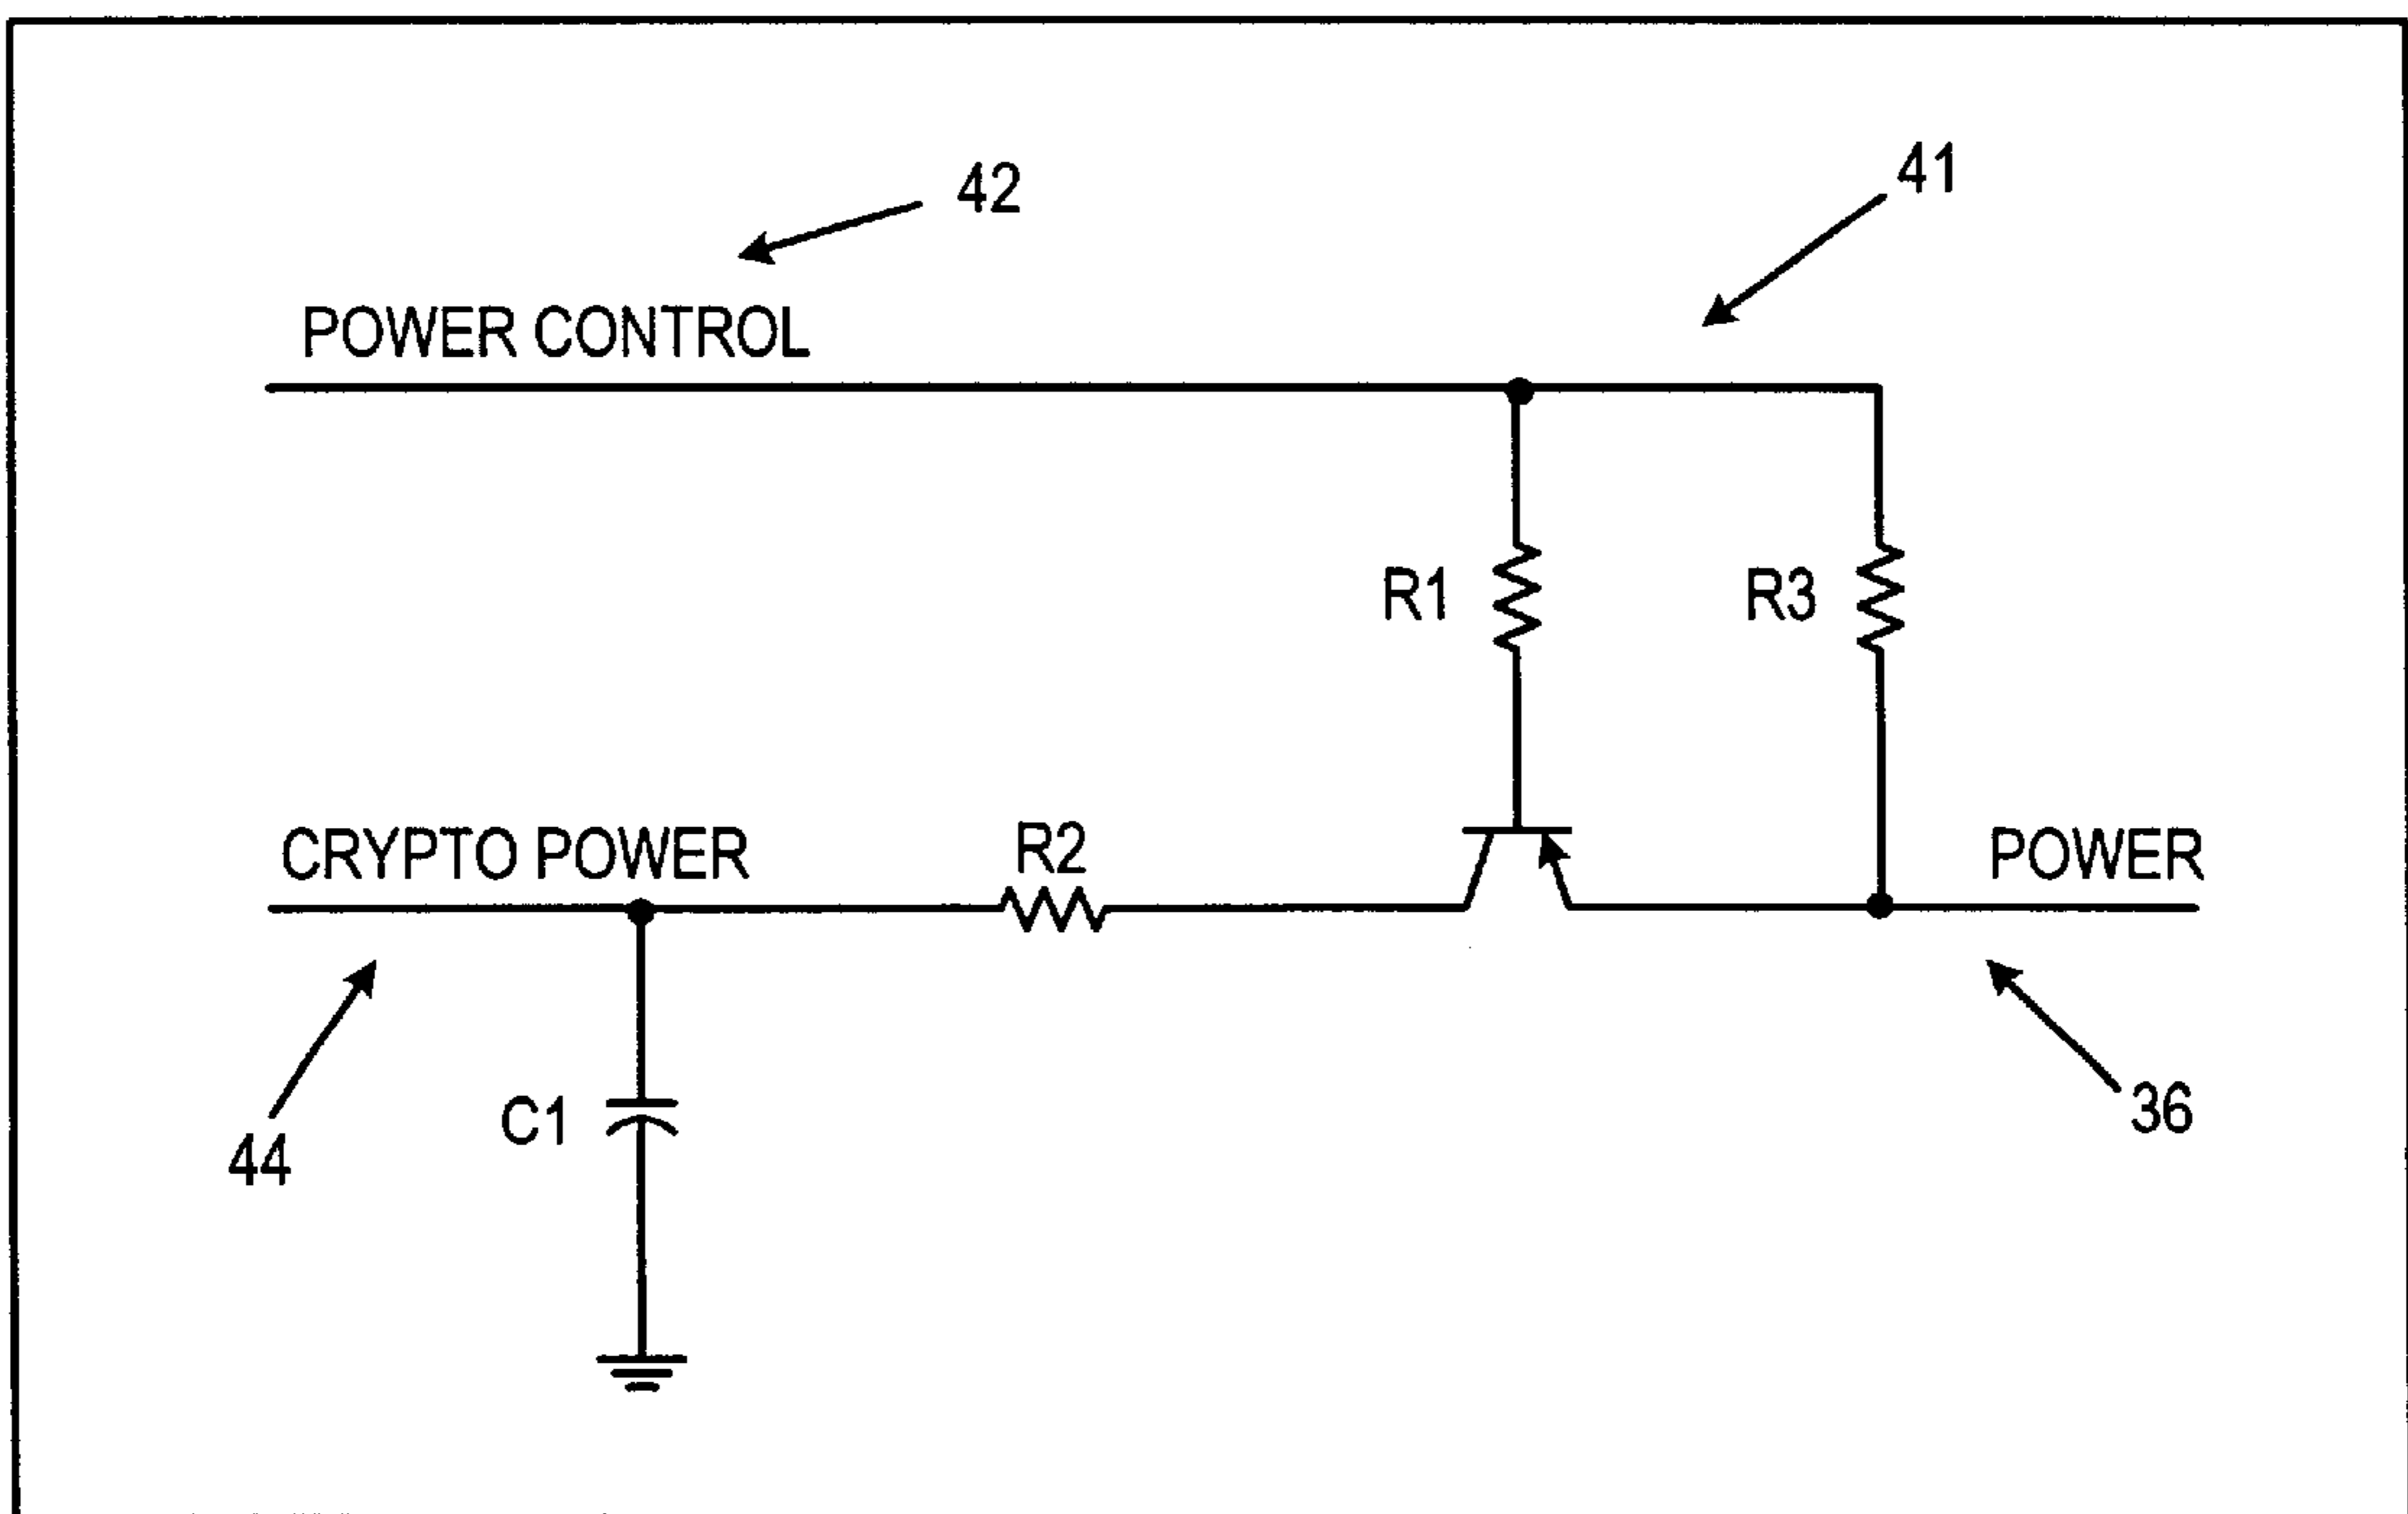 42
41
POWER CONTROL
R1
R3
CRYPTO POWER
R2
POWER
C1
44
36